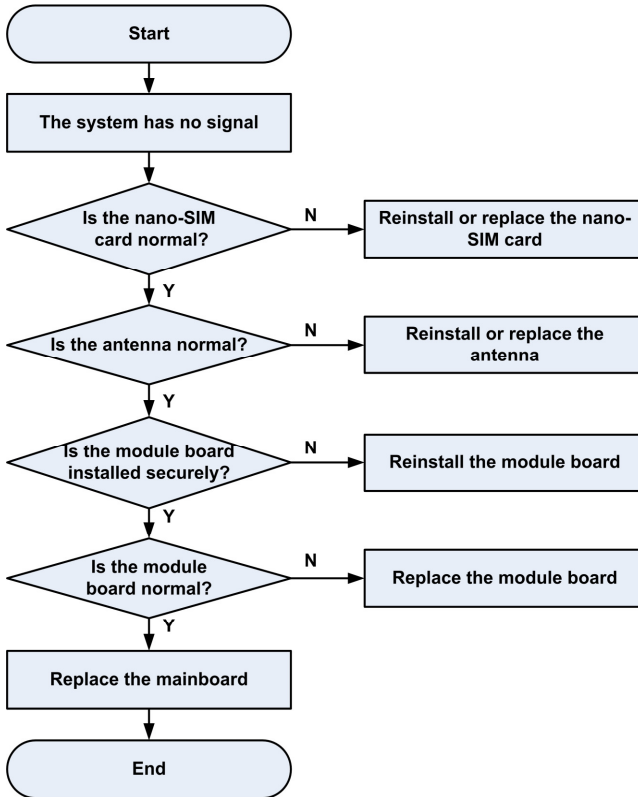 Start
The system has no signal
Is the nano-SIM
card normal?
N
Reinstall or replace the nano-
SIM card
Y
Is the antenna normal?
N
Reinstall or replace the
antenna
Y
Is the module board
installed securely?
N
Reinstall the module board
Y
Is the module
board normal?
N
Replace the module board
Y
Replace the mainboard
End